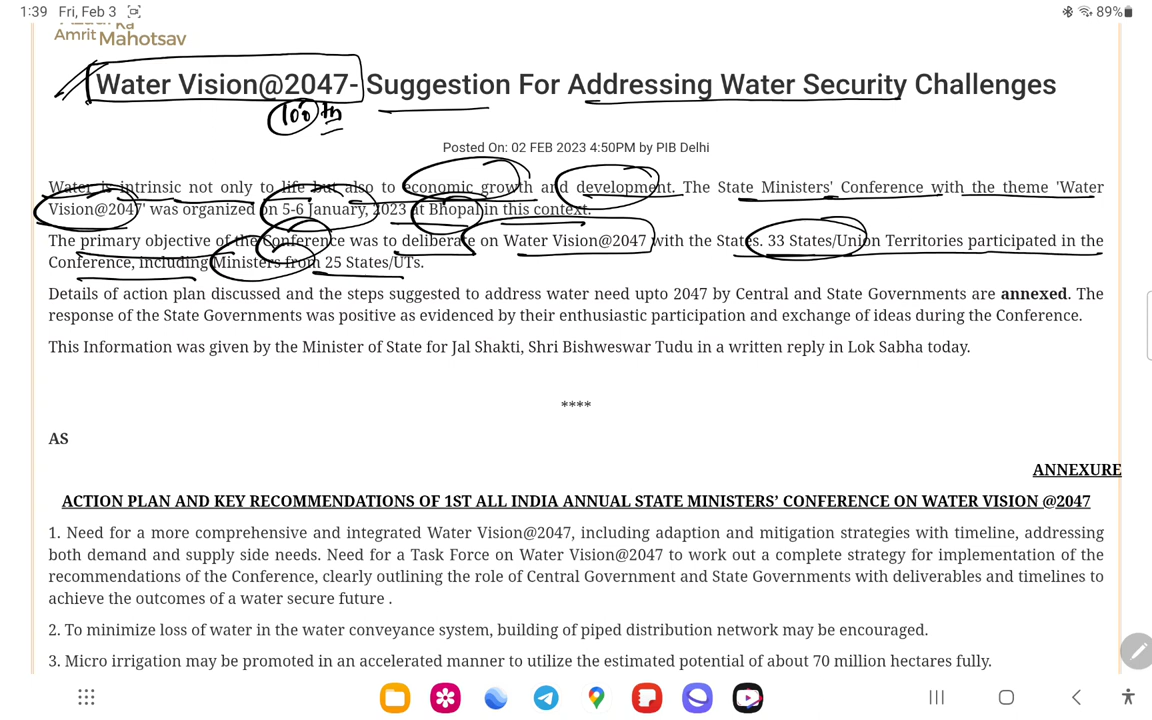 1:39 Fri, Feb 3 89%
Amrit Mahotsav
Water Vision@2047- Suggestion For Addressing Water Security Challenges
100th
Posted On: 02 FEB 2023 4:50PM by PIB Delhi
Water is intrinsic not only to life but also to economic growth and development. The State Ministers' Conference with the theme 'Water
Vision@2047' was organized on 5-6 January, 2023 at Bhopal in this context.
The primary objective of the Conference was to deliberate on Water Vision@2047 with the States. 33 States/Union Territories participated in the
Conference, including Ministers from 25 States/UTs.
Details of action plan discussed and the steps suggested to address water need upto 2047 by Central and State Governments are annexed. The
response of the State Governments was positive as evidenced by their enthusiastic participation and exchange of ideas during the Conference.
This Information was given by the Minister of State for Jal Shakti, Shri Bishweswar Tudu in a written reply in Lok Sabha today.
****
AS
ANNEXURE
ACTION PLAN AND KEY RECOMMENDATIONS OF 1ST ALL INDIA ANNUAL STATE MINISTERS’ CONFERENCE ON WATER VISION @2047
1. Need for a more comprehensive and integrated Water Vision@2047, including adaption and mitigation strategies with timeline, addressing
both demand and supply side needs. Need for a Task Force on Water Vision@2047 to work out a complete strategy for implementation of the
recommendations of the Conference, clearly outlining the role of Central Government and State Governments with deliverables and timelines to
achieve the outcomes of a water secure future .
2. To minimize loss of water in the water conveyance system, building of piped distribution network may be encouraged.
3. Micro irrigation may be promoted in an accelerated manner to utilize the estimated potential of about 70 million hectares fully.